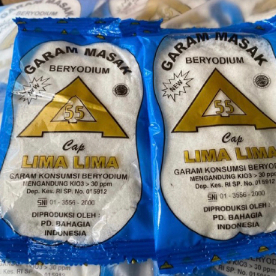 GARAM MASAK
BERYODIUM
NEW
55
Cap
LIMA LIMA
GARAM KONSUMSI BERYODIUM
MENGANDUNG KIO3 > 30 ppm
Dep. Kes. RI SP. No. 015912
SNI 01-3556-2000
DIPRODUKSI OLEH :
PD. BAHAGIA
INDONESIA
GARAM MASAK
BERYODIUM
NEW
55
Cap
LIMA LIMA
GARAM KONSUMSI BERYODIUM
MENGANDUNG KIO3 > 30 ppm
Dep. Kes. RI SP. No. 01
SNI 01-3556-2000
DIPRODUKSI OLEH :
PD. BAHAGIA
INDONESIA